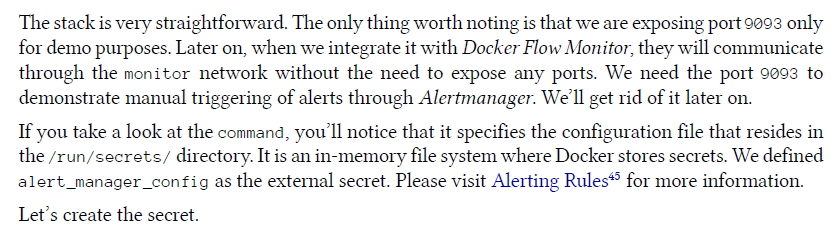 The stack is very straightforward. The only thing worth noting is that we are exposing port 9093 only
for demo purposes. Later on, when we integrate it with Docker Flow Monitor, they will communicate
through the monitor network without the need to expose any ports. We need the port 9093 to
demonstrate manual triggering of alerts through Alertmanager. We’ll get rid of it later on.
If you take a look at the command, you’ll notice that it specifies the configuration file that resides in
the /run/secrets/ directory. It is an in-memory file system where Docker stores secrets. We defined
alert_manager_config as the external secret. Please visit Alerting Rules⁴⁵ for more information.
Let’s create the secret.